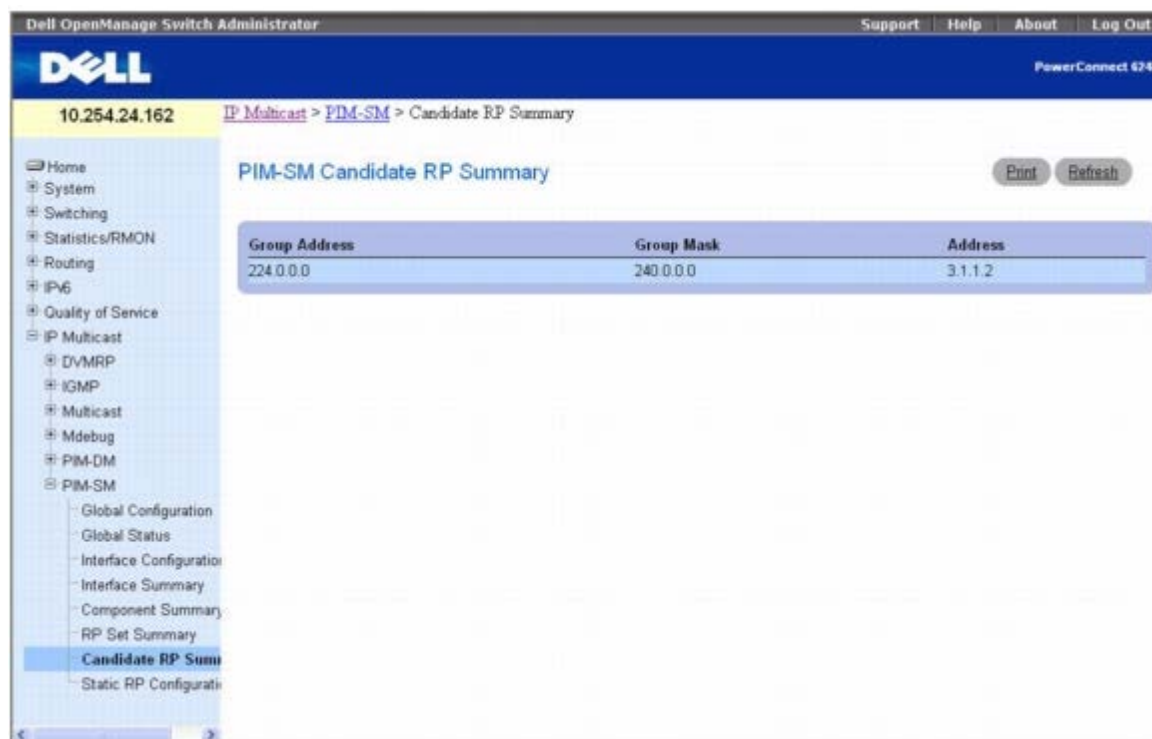 Dell OpenManage Switch Administrator Support Help About Log Out
DELL
PowerConnect 624
10.254.24.162
IP Multicast > PIM-SM > Candidate RP Summary
Home
System
Switching
Statistics/RMON
Routing
IPv6
Quality of Service
IP Multicast
DVMRP
IGMP
Multicast
Mdebug
PIM-DM
PIM-SM
Global Configuration
Global Status
Interface Configuration
Interface Summary
Component Summary
RP Set Summary
Candidate RP Sum
Static RP Configurati
PIM-SM Candidate RP Summary
Print Refresh
Group Address Group Mask Address
224.0.0.0 240.0.0.0 3.1.1.2